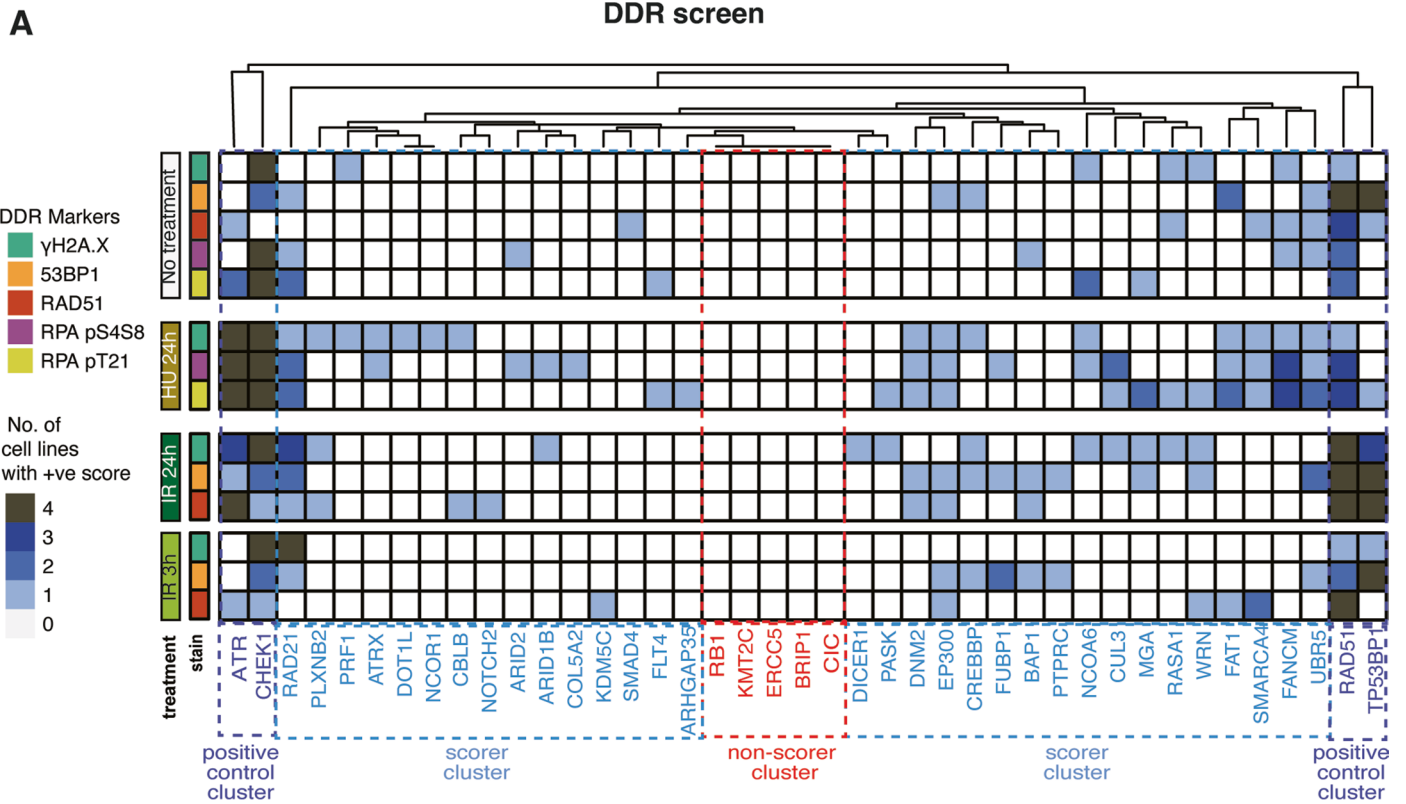 A
DDR screen
DDR Markers
γH2A.X
53BP1
RAD51
RPA pS4S8
RPA pT21
No. of
cell lines
with +ve score
4
3
2
1
0
No treatment
HU 24h
IR 24h
IR 3h
treatment
stain
ATR
CHEK1
RAD21
PLXNB2
PRF1
ATRX
DOT1L
NCOR1
CBLB
NOTCH2
ARID2
ARID1B
COL5A2
KDM5C
SMAD4
FLT4
ARHGAP35
RB1
KMT2C
ERCC5
BRIP1
CIC
DICER1
PASK
DNM2
EP300
CREBBP
FUBP1
BAP1
PTPRC
NCOA6
CUL3
MGA
RASA1
WRN
FAT1
SMARCA4
FANCM
UBR5
RAD51
TP53BP1
positive
control
cluster
scorer
cluster
non-scorer
cluster
scorer
cluster
positive
control
cluster